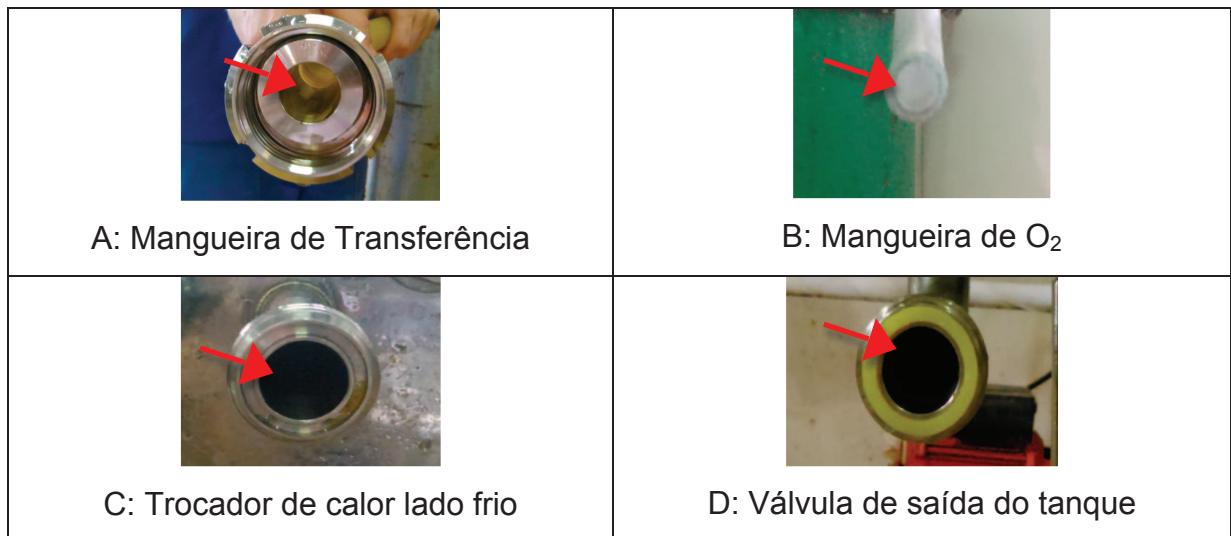 A: Mangueira de Transferência
B: Mangueira de O₂
C: Trocador de calor lado frio
D: Válvula de saída do tanque